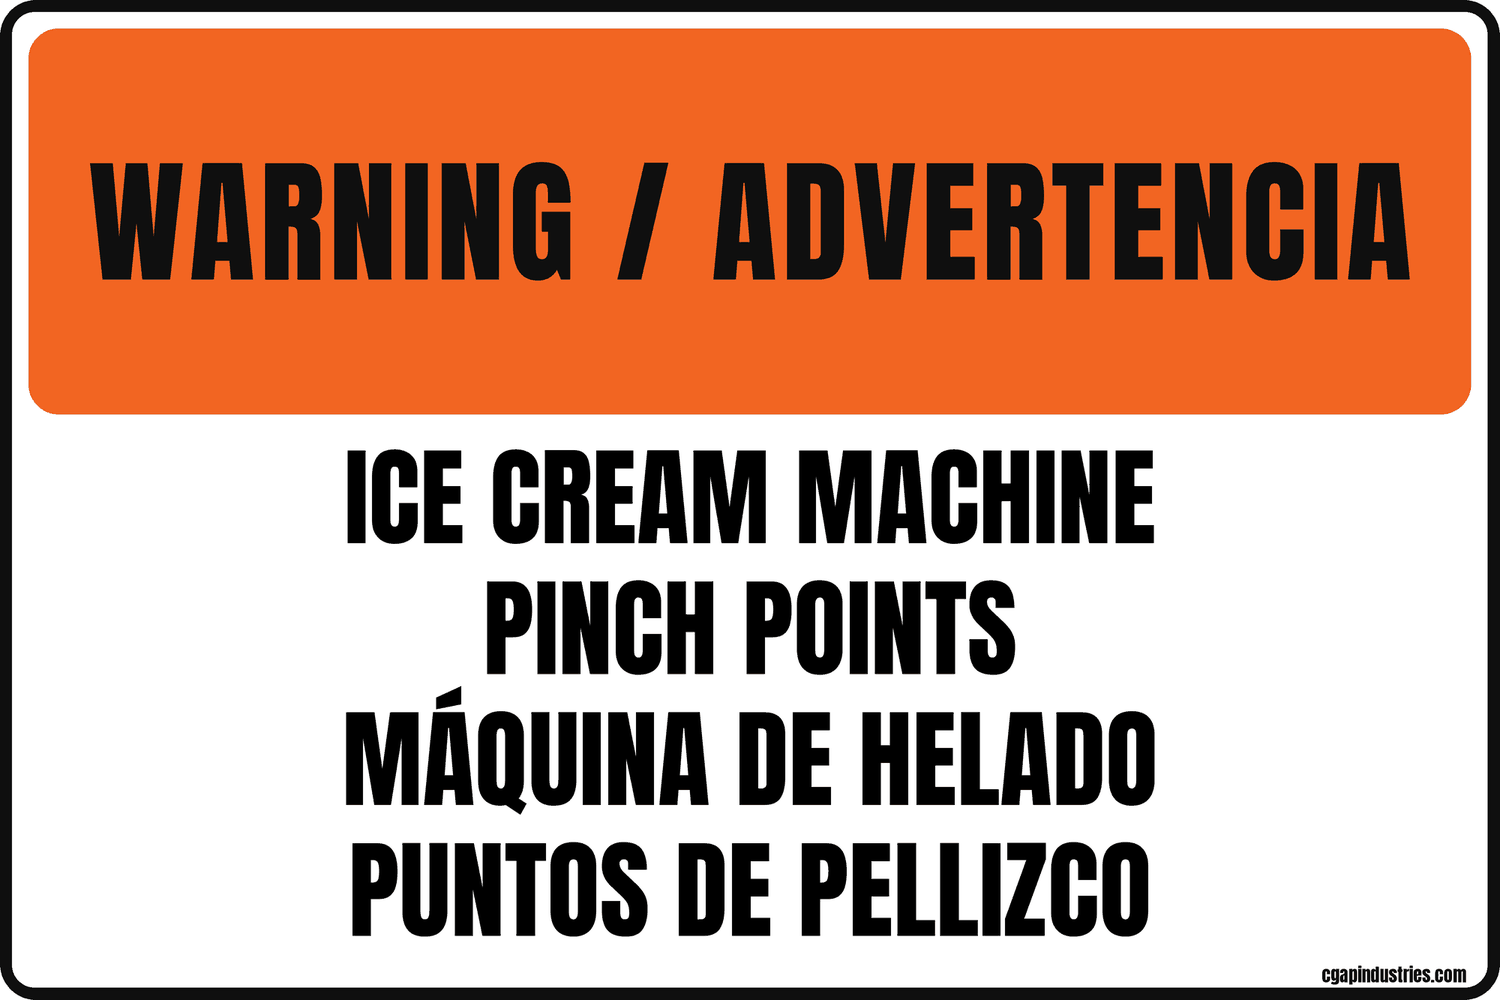 WARNING / ADVERTENCIA
ICE CREAM MACHINE
PINCH POINTS
MÁQUINA DE HELADO
PUNTOS DE PELLIZCO
cgapindustries.com